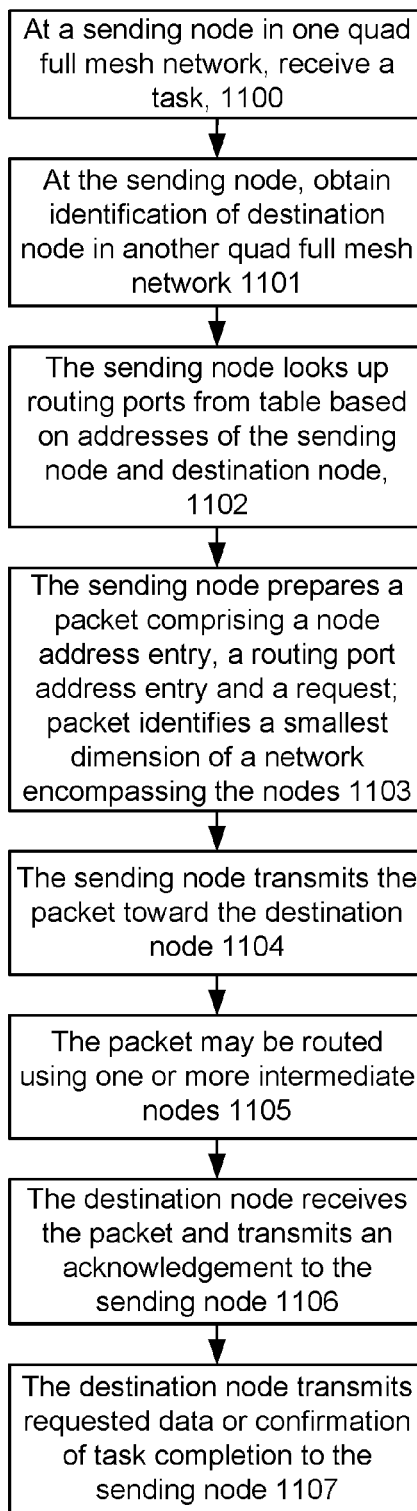 At a sending node in one quad
full mesh network, receive a
task, 1100
At the sending node, obtain
identification of destination
node in another quad full mesh
network 1101
The sending node looks up
routing ports from table based
on addresses of the sending
node and destination node,
1102
The sending node prepares a
packet comprising a node
address entry, a routing port
address entry and a request;
packet identifies a smallest
dimension of a network
encompassing the nodes 1103
The sending node transmits the
packet toward the destination
node 1104
The packet may be routed
using one or more intermediate
nodes 1105
The destination node receives
the packet and transmits an
acknowledgement to the
sending node 1106
The destination node transmits
requested data or confirmation
of task completion to the
sending node 1107